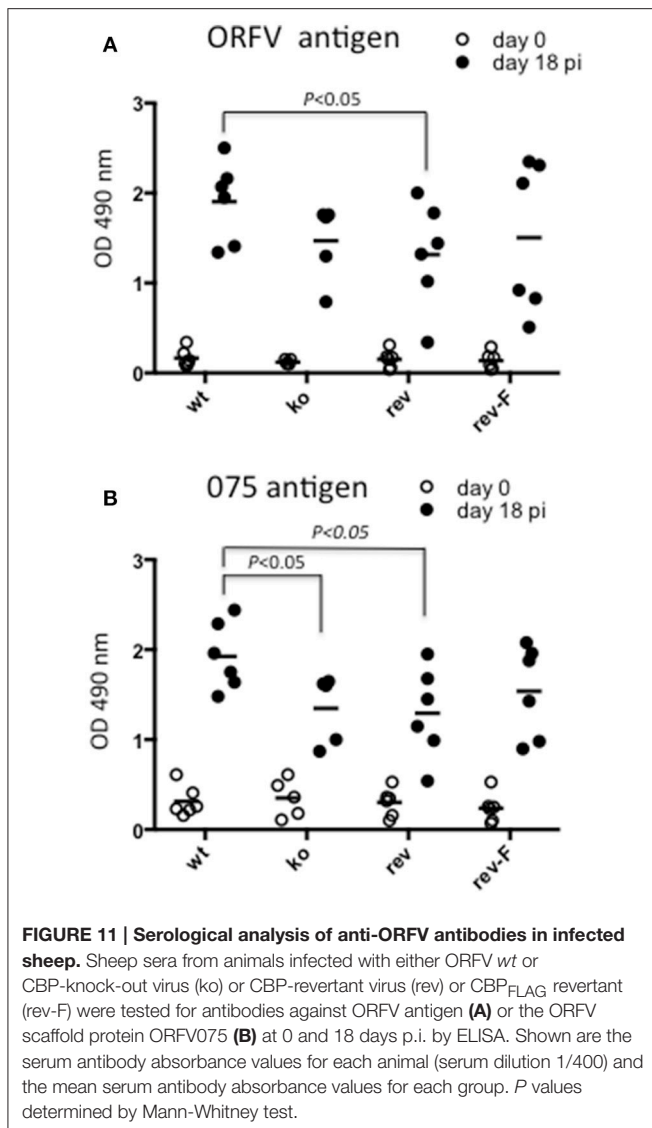 A
ORFV antigen
day 0
day 18 pi
P<0.05
3
2
1
0
OD 490 nm
wt
ko
rev
rev-F
B
075 antigen
day 0
day 18 pi
P<0.05
P<0.05
3
2
1
0
OD 490 nm
wt
ko
rev
rev-F
FIGURE 11 | Serological analysis of anti-ORFV antibodies in infected
sheep. Sheep sera from animals infected with either ORFV wt or
CBP-knock-out virus (ko) or CBP-revertant virus (rev) or CBPFLAG revertant
(rev-F) were tested for antibodies against ORFV antigen (A) or the ORFV
scaffold protein ORFV075 (B) at 0 and 18 days p.i. by ELISA. Shown are the
serum antibody absorbance values for each animal (serum dilution 1/400) and
the mean serum antibody absorbance values for each group. P values
determined by Mann-Whitney test.